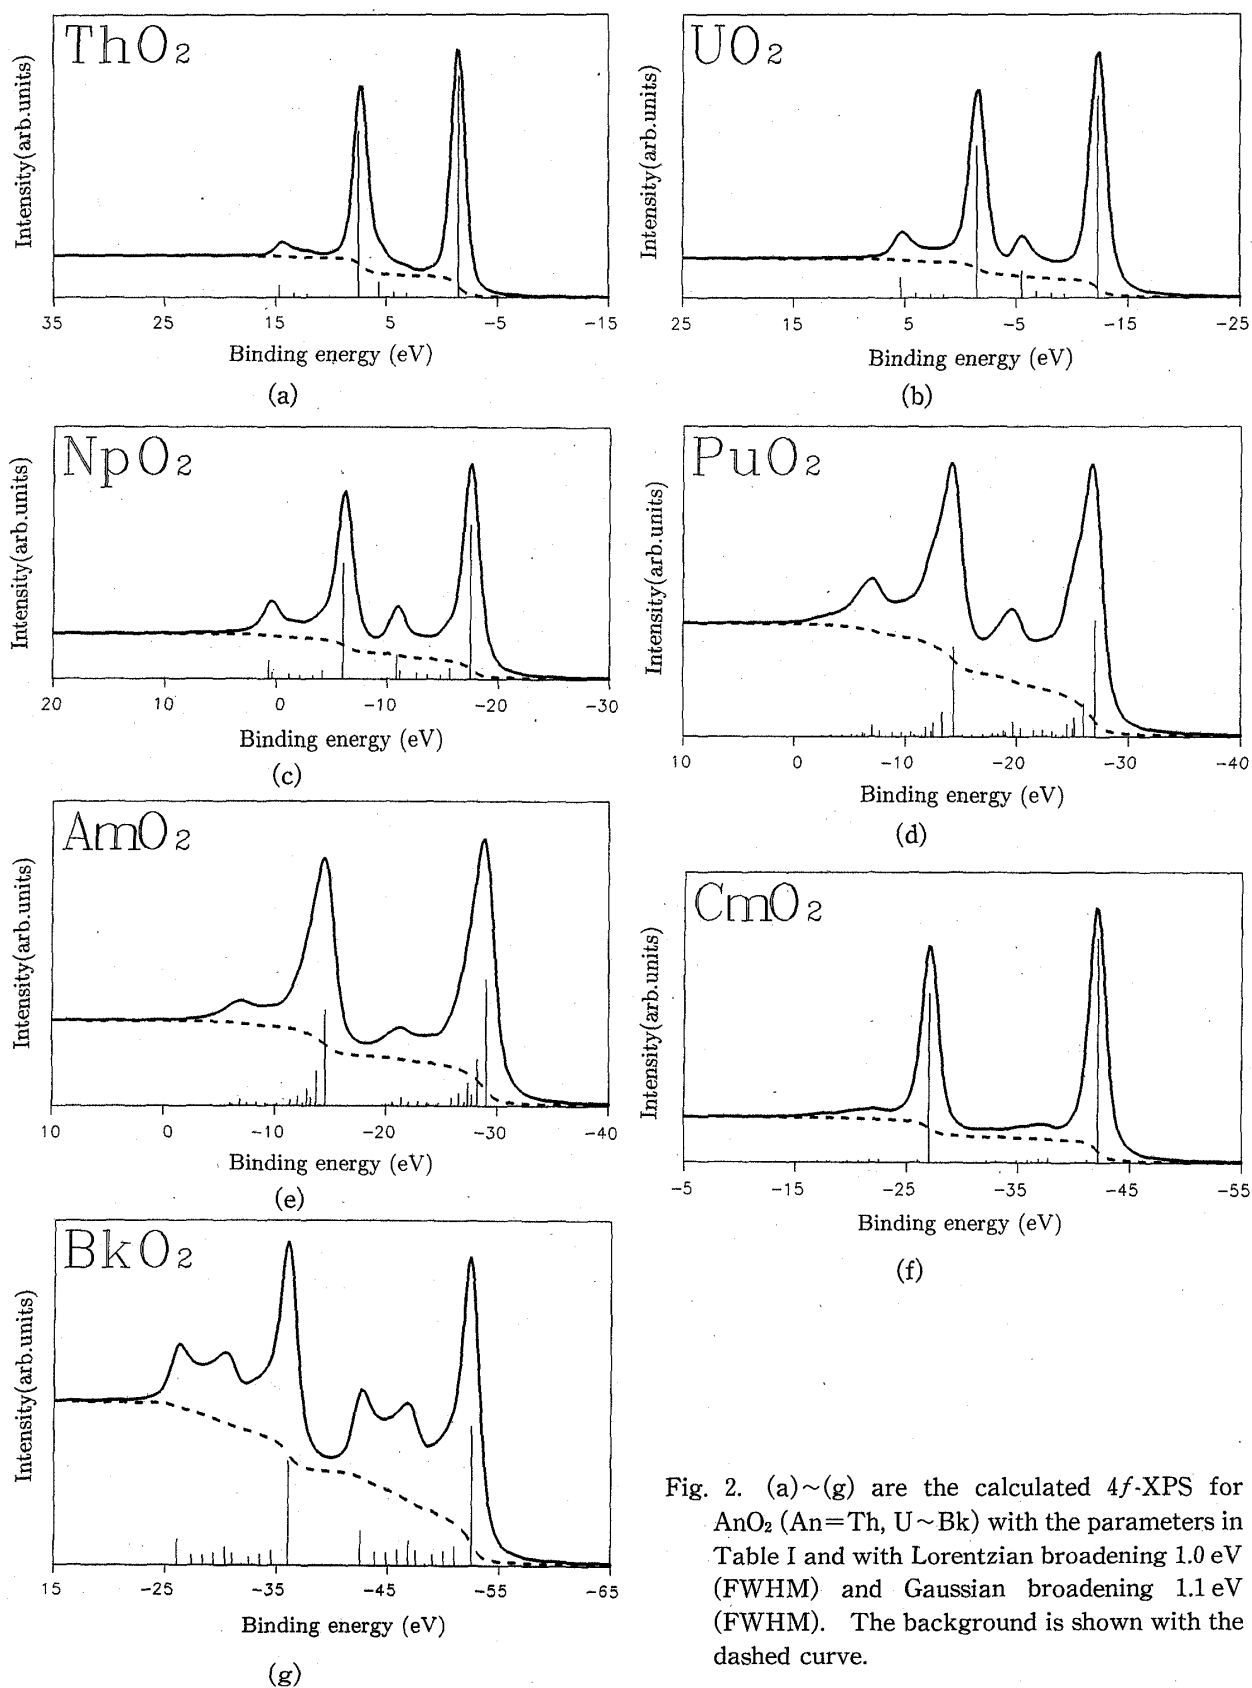 ThO2
Intensity(arb.units)
35 25 15 5 -5 -15
Binding energy (eV)
(a)
UO2
Intensity(arb.units)
25 15 5 -5 -15 -25
Binding energy (eV)
(b)
NpO2
Intensity(arb.units)
20 10 0 -10 -20 -30
Binding energy (eV)
(c)
PuO2
Intensity(arb.units)
10 0 -10 -20 -30 -40
Binding energy (eV)
(d)
AmO2
Intensity(arb.units)
10 0 -10 -20 -30 -40
Binding energy (eV)
(e)
CmO2
Intensity(arb.units)
-5 -15 -25 -35 -45 -55
Binding energy (eV)
(f)
BkO2
Intensity(arb.units)
15 -25 -35 -45 -55 -65
Binding energy (eV)
(g)
Fig. 2. (a)~(g) are the calculated 4f-XPS for
AnO₂ (An=Th, U~Bk) with the parameters in
Table I and with Lorentzian broadening 1.0 eV
(FWHM) and Gaussian broadening 1.1 eV
(FWHM). The background is shown with the
dashed curve.